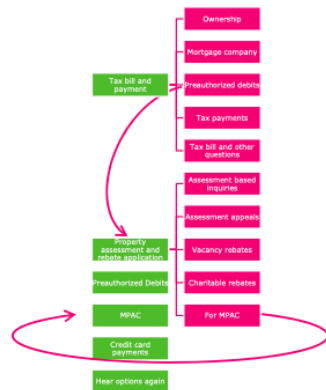 Ownership
Mortgage company
Tax bill and
payment
Preauthorized debits
Tax payments
Tax bill and other
questions
Assessment based
inquiries
Assessment appeals
Property
assessment and
rebate application
Vacancy rebates
Preauthorized Debits
Charitable rebates
MPAC
For MPAC
Credit card
payments
Hear options again